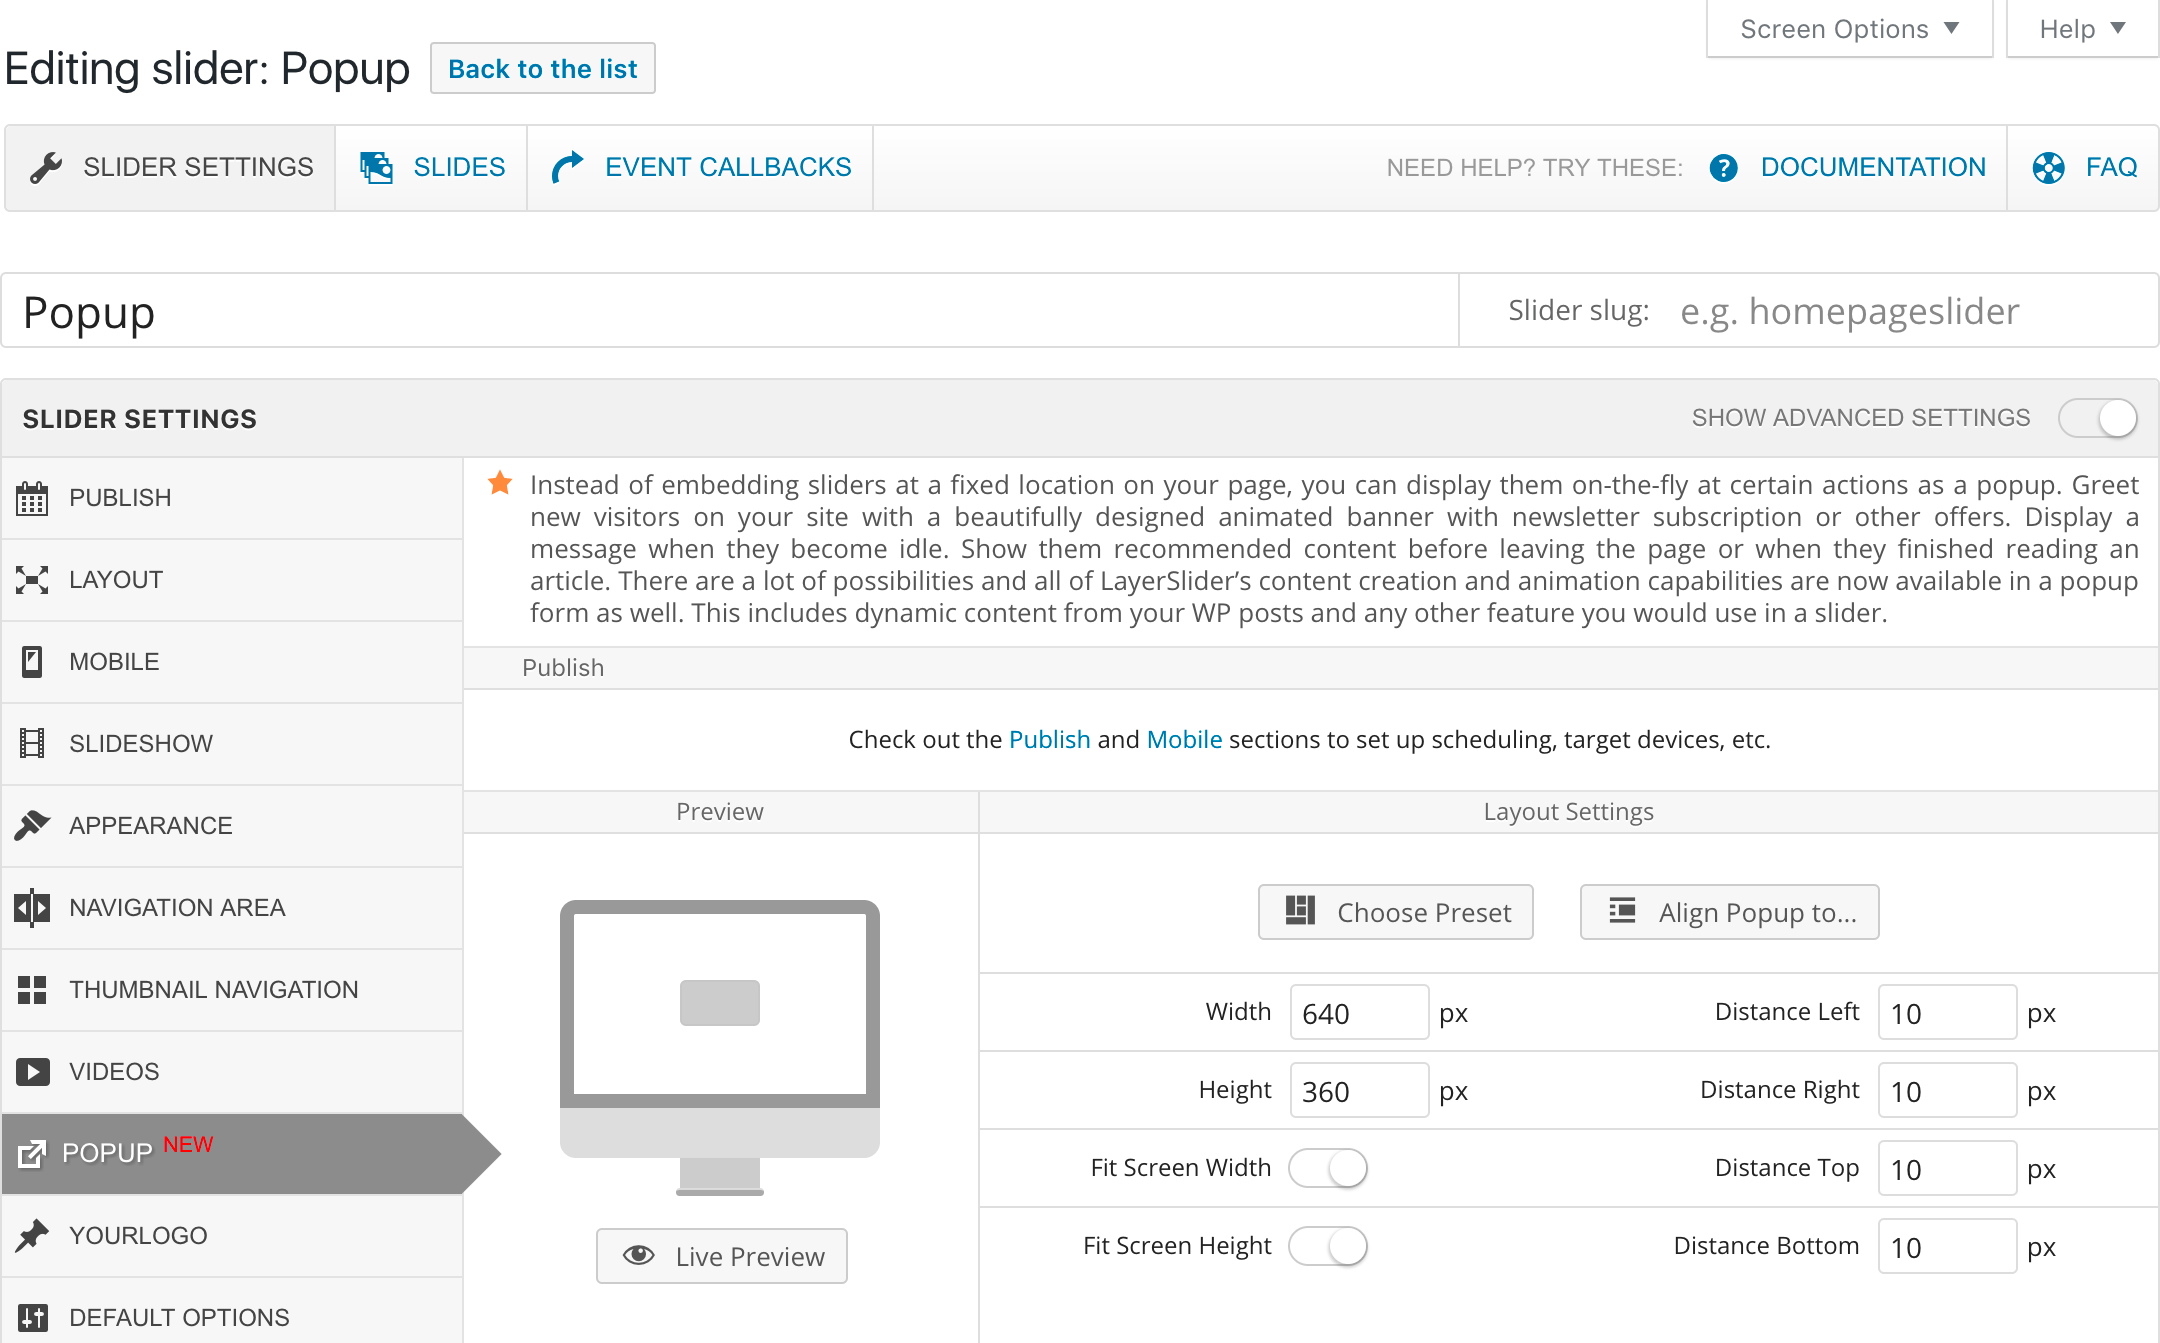 Screen Options
Help
Editing slider: Popup
Back to the list
SLIDER SETTINGS
SLIDES
EVENT CALLBACKS
NEED HELP? TRY THESE:
DOCUMENTATION
FAQ
Popup
Slider slug:
e.g. homepageslider
SLIDER SETTINGS
SHOW ADVANCED SETTINGS
PUBLISH
LAYOUT
MOBILE
SLIDESHOW
APPEARANCE
NAVIGATION AREA
THUMBNAIL NAVIGATION
VIDEOS
POPUP NEW
YOURLOGO
DEFAULT OPTIONS
Instead of embedding sliders at a fixed location on your page, you can display them on-the-fly at certain actions as a popup. Greet
new visitors on your site with a beautifully designed animated banner with newsletter subscription or other offers. Display a
message when they become idle. Show them recommended content before leaving the page or when they finished reading an
article. There are a lot of possibilities and all of LayerSlider’s content creation and animation capabilities are now available in a popup
form as well. This includes dynamic content from your WP posts and any other feature you would use in a slider.
Publish
Check out the Publish and Mobile sections to set up scheduling, target devices, etc.
Preview
Live Preview
Layout Settings
Choose Preset
Align Popup to...
Width 640 px
Distance Left 10 px
Height 360 px
Distance Right 10 px
Fit Screen Width
Distance Top 10 px
Fit Screen Height
Distance Bottom 10 px